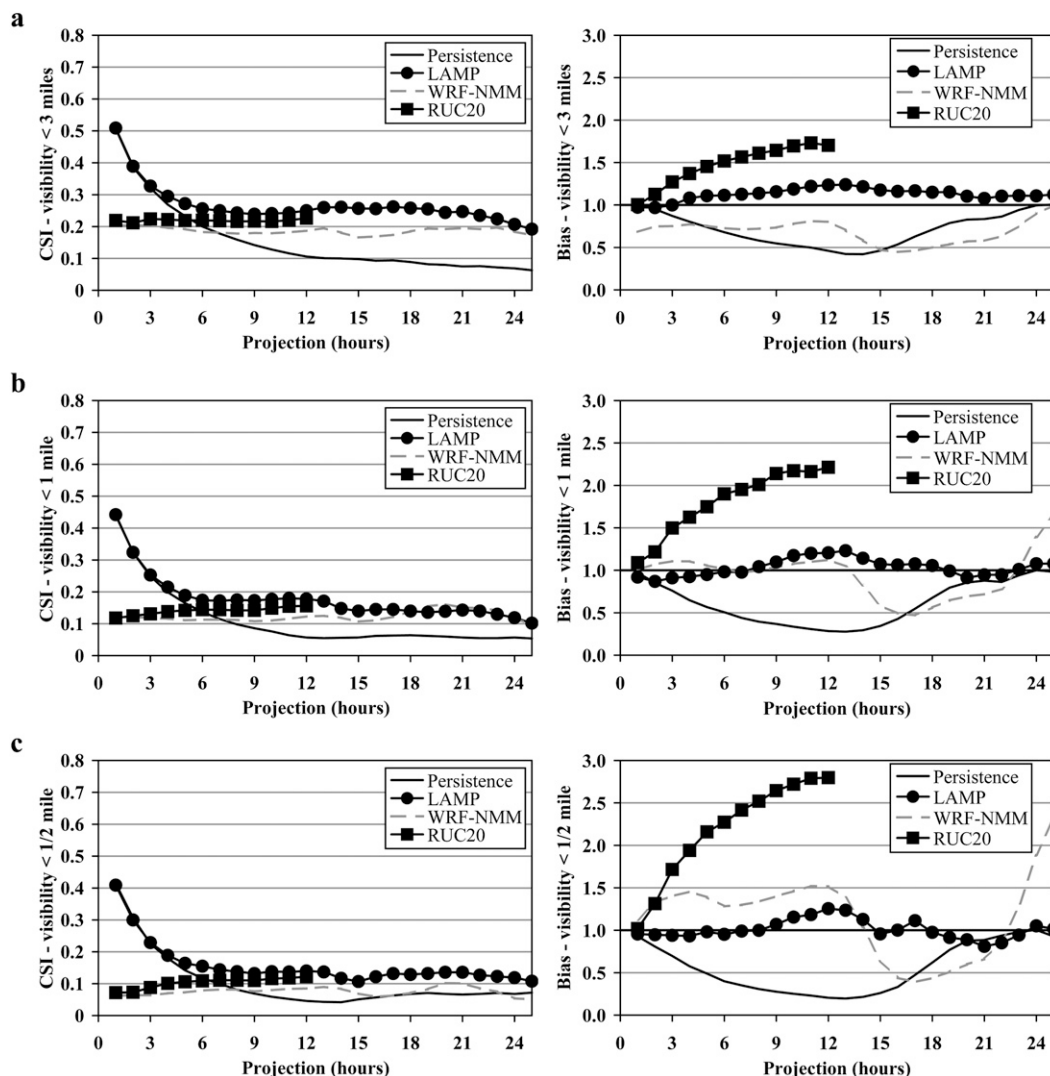 a
CSI - visibility < 3 miles
0.8
0.7
0.6
0.5
0.4
0.3
0.2
0.1
0
Persistence
LAMP
WRF-NMM
RUC20
0 3 6 9 12 15 18 21 24
Projection (hours)
Bias - visibility < 3 miles
3.0
2.5
2.0
1.5
1.0
0.5
0.0
Persistence
LAMP
WRF-NMM
RUC20
0 3 6 9 12 15 18 21 24
Projection (hours)
b
CSI - visibility < 1 mile
0.8
0.7
0.6
0.5
0.4
0.3
0.2
0.1
0
Persistence
LAMP
WRF-NMM
RUC20
0 3 6 9 12 15 18 21 24
Projection (hours)
Bias - visibility < 1 mile
3.0
2.5
2.0
1.5
1.0
0.5
0.0
Persistence
LAMP
WRF-NMM
RUC20
0 3 6 9 12 15 18 21 24
Projection (hours)
c
CSI - visibility < 1/2 mile
0.8
0.7
0.6
0.5
0.4
0.3
0.2
0.1
0
Persistence
LAMP
WRF-NMM
RUC20
0 3 6 9 12 15 18 21 24
Projection (hours)
Bias - visibility < 1/2 mile
3.0
2.5
2.0
1.5
1.0
0.5
0.0
Persistence
LAMP
WRF-NMM
RUC20
0 3 6 9 12 15 18 21 24
Projection (hours)